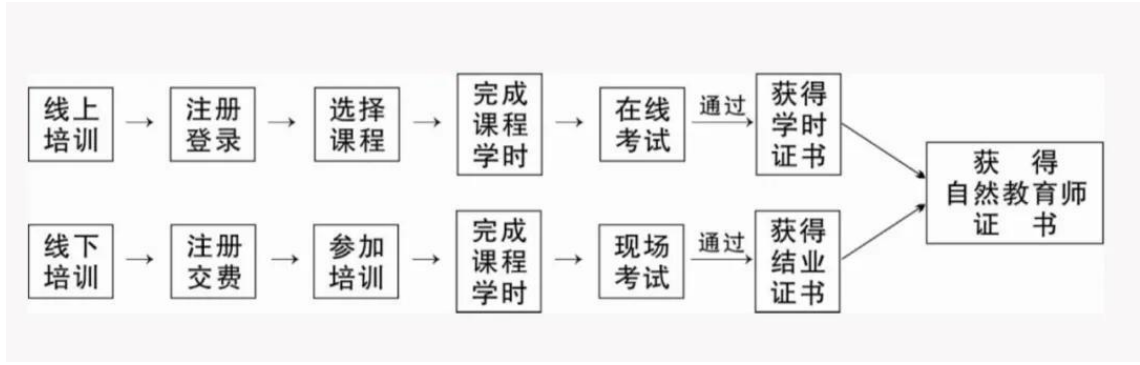 线上
培训
注册
登录
选择
课程
完成
课程
学时
在线
考试
通过
获得
学时
证书
线下
培训
注册
交费
参加
培训
完成
课程
学时
现场
考试
通过
获得
结业
证书
获 得
自然教育师
证 书